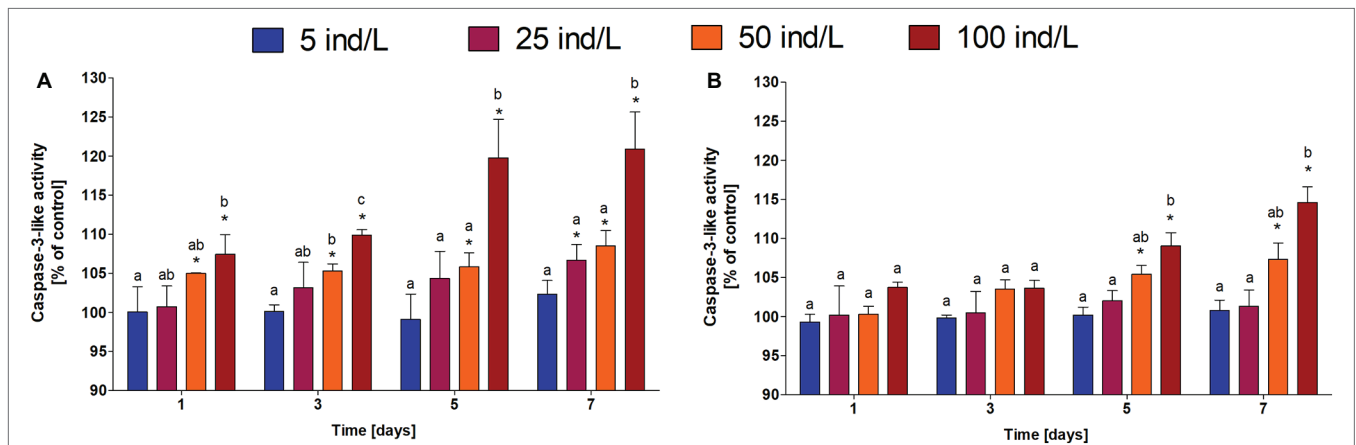 5 ind/L 25 ind/L 50 ind/L 100 ind/L
A
Caspase-3-like activity
[% of control]
130
125
120
115
110
105
100
95
90
a ab ab * b *
a ab b * c *
a a a * b *
a a * a * b *
1 3 5 7
Time [days]
B
Caspase-3-like activity
[% of control]
130
125
120
115
110
105
100
95
90
a a a a
a a a a
a a ab * b *
a a ab * b *
1 3 5 7
Time [days]